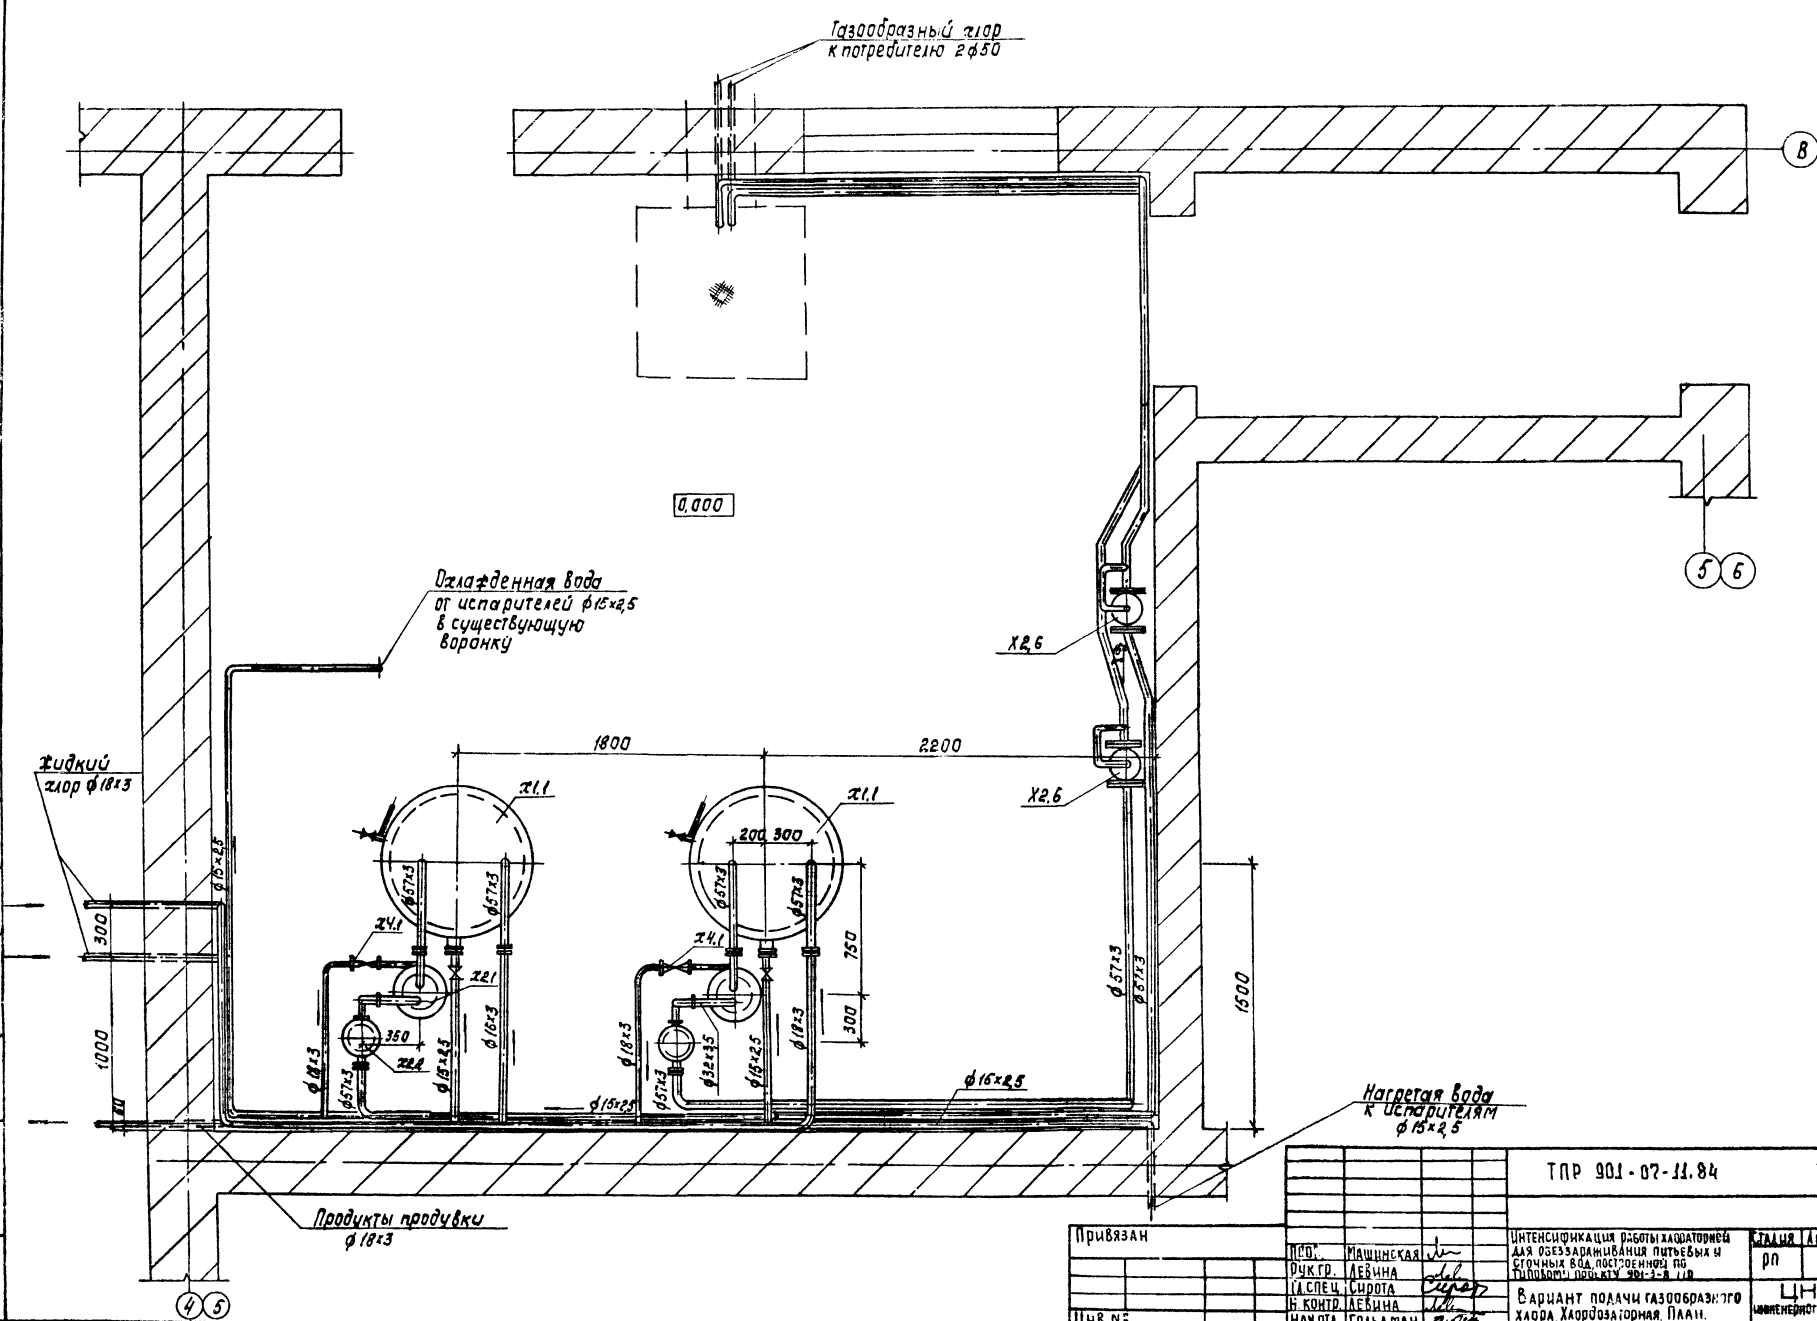 Газообразный хлор
к потребителю 2ф50
В
0,000
Охлажденная вода
от испарителей ф15х2,5
в существующую
воронку
5 6
Х2,6
1800
2200
Жидкий
хлор ф18х3
х1.1
х1.1
Х2,6
200 300
ф15х2,5
ф57х3
ф57х3
ф57х3
ф57х3
300
х4.1
х4.1
750
х2.1
ф57х3
ф57х3
1500
1000
350
х2.2
300
ф18х3
ф57х3
ф15х2,5
ф16х3
ф18х3
ф57х3
ф32х3,5
ф15х2,5
ф18х3
ф15х2,5
ф16х2,5
60
Нагретая вода
к испарителям
ф15х2,5
Продукты продувки
ф18х3
4 5
ТПР 901-07-11.84
Привязан
Машинская
Рук.гр. Левина
Гл.спец. Сирота
Н.контр. Левина
Инв.№
Интенсификация работы хлораторной
для обеззараживания питьевых и
сточных вод, построенной по
типовому проекту
Стадия
РП
Вариант подачи газообразного
хлора. Хлордозаторная. План.
ЦН